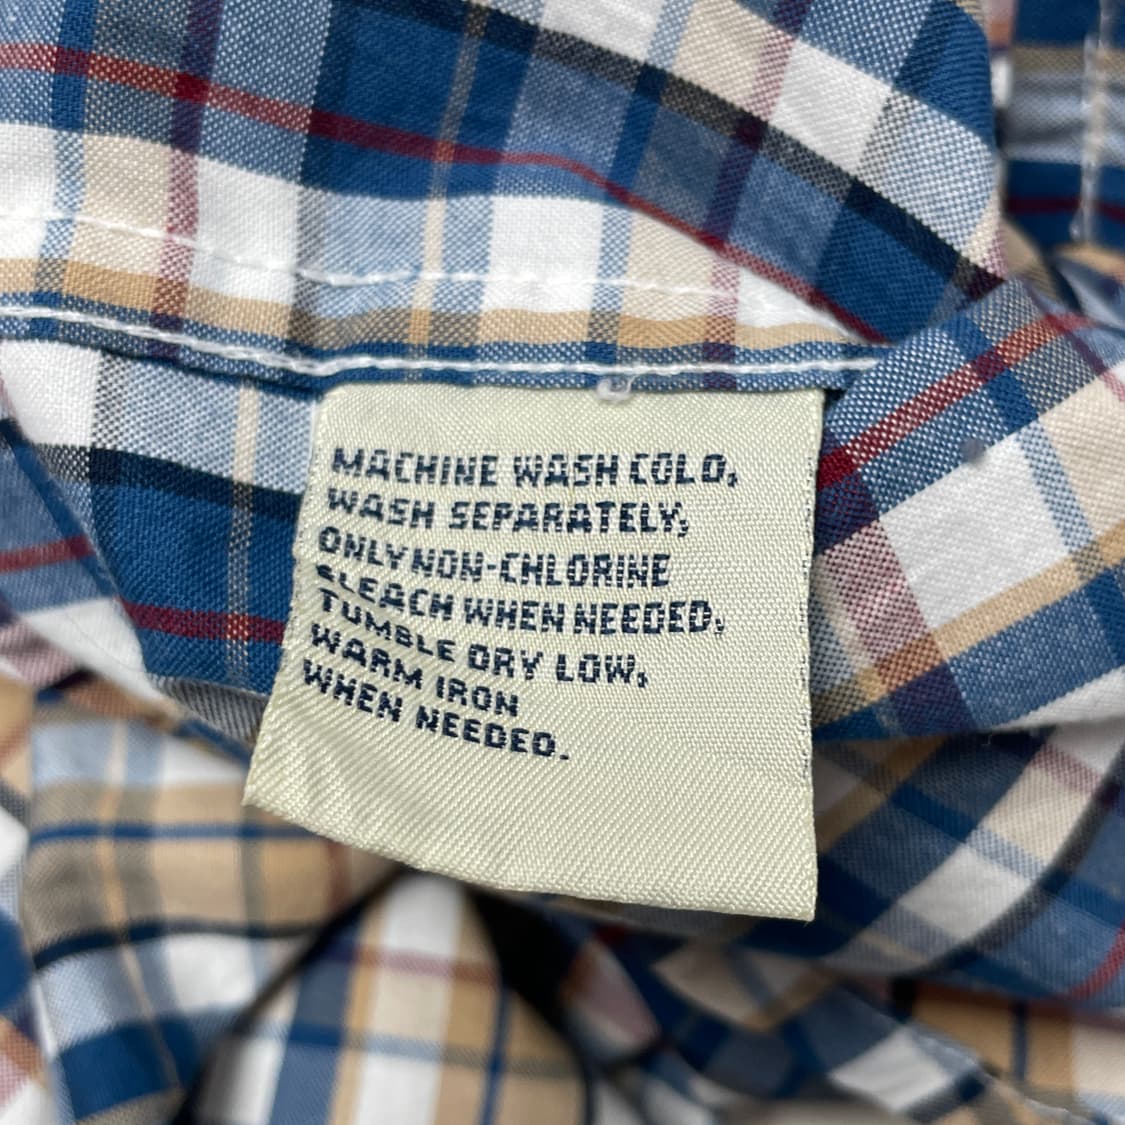 MACHINE WASH COLD,
WASH SEPARATELY,
ONLY NON-CHLORINE
BLEACH WHEN NEEDED,
TUMBLE DRY LOW,
WARM IRON
WHEN NEEDED.